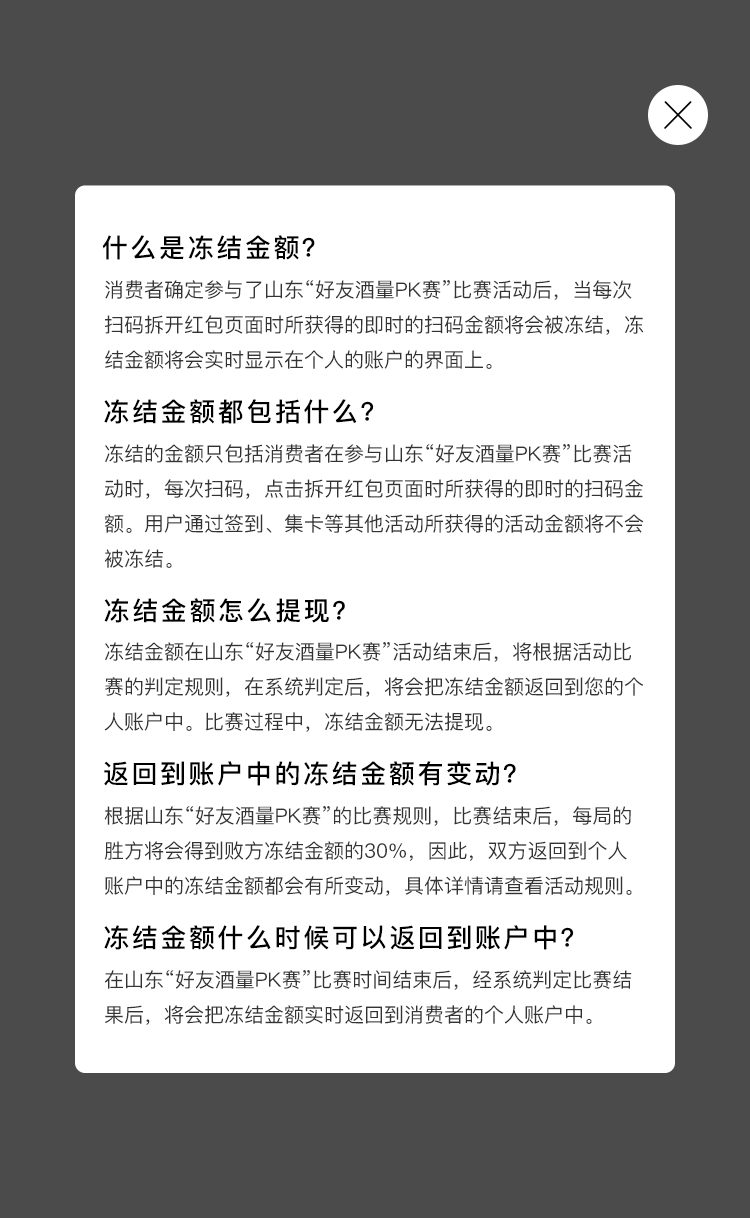 什么是冻结金额?
消费者确定参与了山东“好友酒量PK赛”比赛活动后，当每次
扫码拆开红包页面时所获得的即时的扫码金额将会被冻结，冻
结金额将会实时显示在个人的账户的界面上。
冻结金额都包括什么?
冻结的金额只包括消费者在参与山东“好友酒量PK赛”比赛活
动时，每次扫码，点击拆开红包页面时所获得的即时的扫码金
额。用户通过签到、集卡等其他活动所获得的活动金额将不会
被冻结。
冻结金额怎么提现?
冻结金额在山东“好友酒量PK赛”活动结束后，将根据活动比
赛的判定规则，在系统判定后，将会把冻结金额返回到您的个
人账户中。比赛过程中，冻结金额无法提现。
返回到账户中的冻结金额有变动?
根据山东“好友酒量PK赛”的比赛规则，比赛结束后，每局的
胜方将会得到败方冻结金额的30%，因此，双方返回到个人
账户中的冻结金额都会有所变动，具体详情请查看活动规则。
冻结金额什么时候可以返回到账户中?
在山东“好友酒量PK赛”比赛时间结束后，经系统判定比赛结
果后，将会把冻结金额实时返回到消费者的个人账户中。